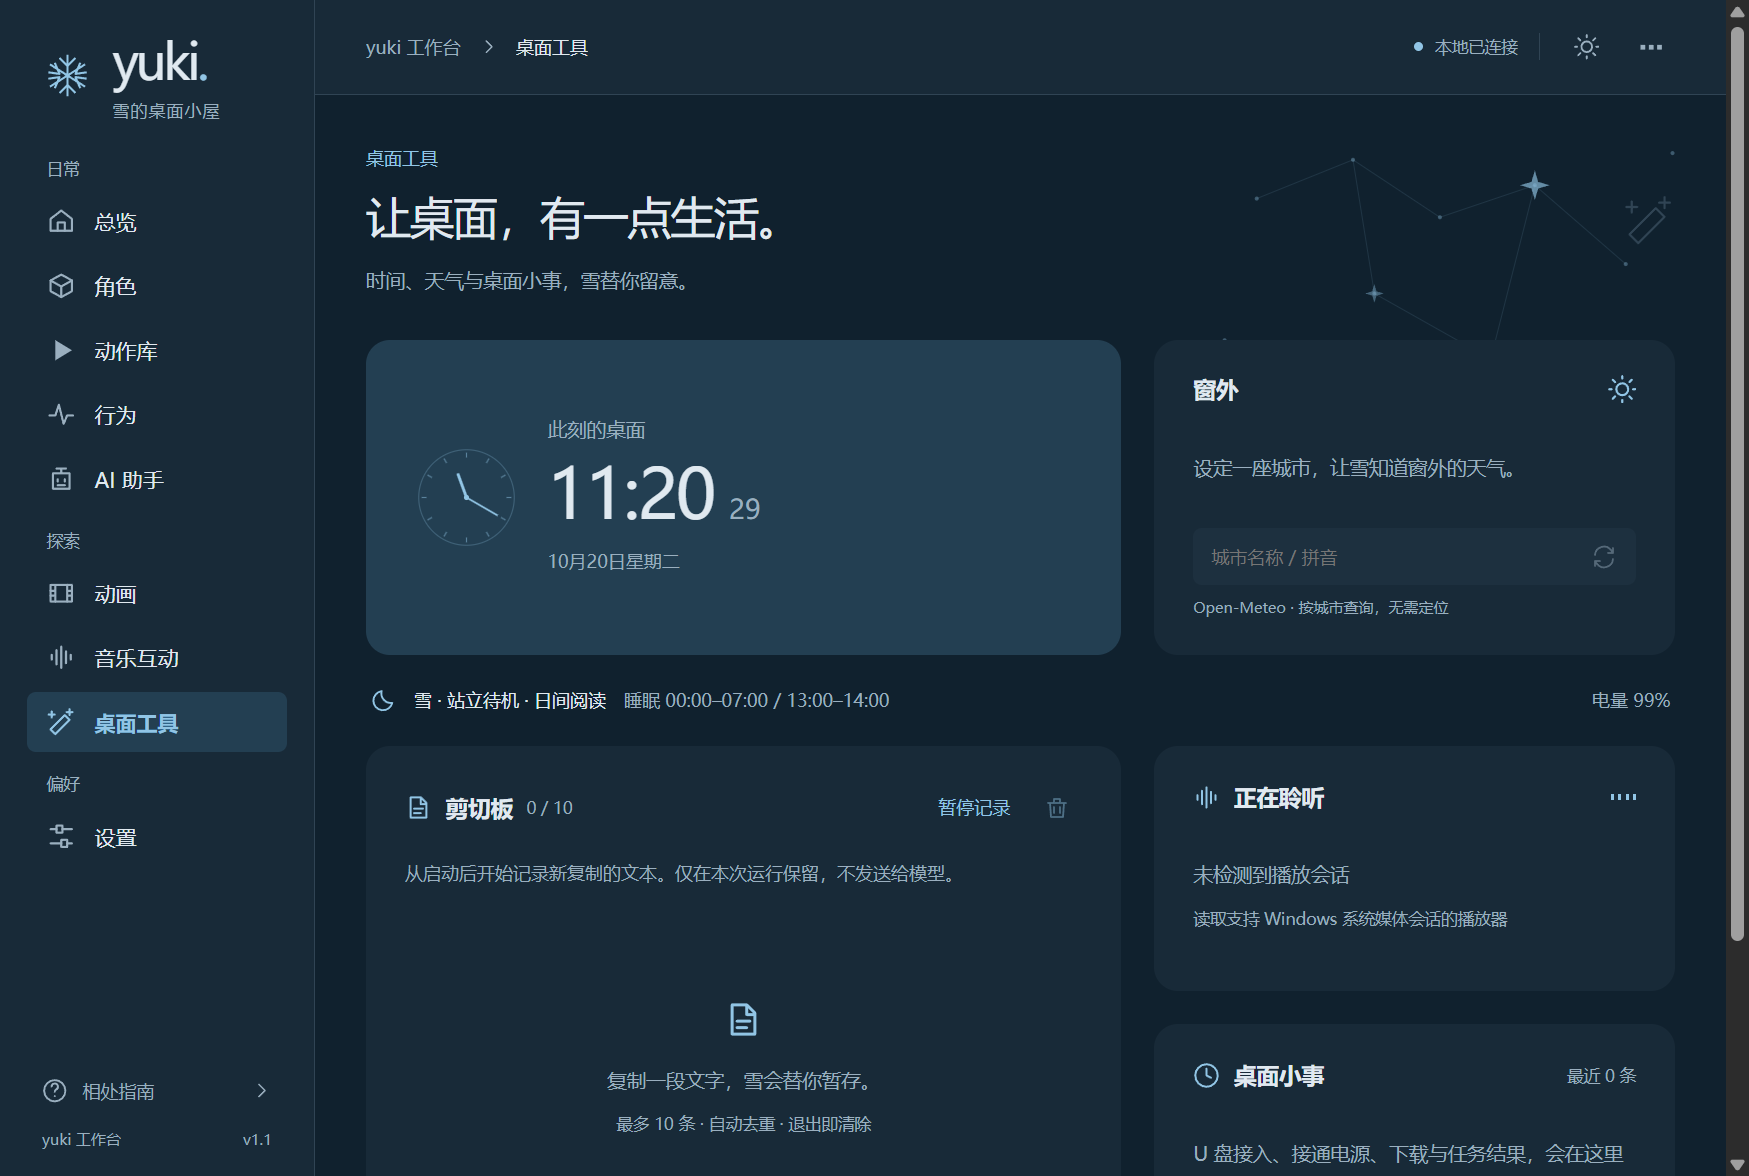 yuki.
雪的桌面小屋
日常
总览
角色
动作库
行为
AI 助手
探索
动画
音乐互动
桌面工具
偏好
设置
相处指南
yuki 工作台 v1.1
yuki 工作台 > 桌面工具
本地已连接
桌面工具
让桌面，有一点生活。
时间、天气与桌面小事，雪替你留意。
此刻的桌面
11:20 29
10月20日星期二
窗外
设定一座城市，让雪知道窗外的天气。
城市名称 / 拼音
Open-Meteo · 按城市查询，无需定位
雪 · 站立待机 · 日间阅读 睡眠 00:00–07:00 / 13:00–14:00
电量 99%
剪切板 0 / 10
暂停记录
从启动后开始记录新复制的文本。仅在本次运行保留，不发送给模型。
复制一段文字，雪会替你暂存。
最多 10 条 · 自动去重 · 退出即清除
正在聆听
未检测到播放会话
读取支持 Windows 系统媒体会话的播放器
桌面小事
最近 0 条
U 盘接入、接通电源、下载与任务结果，会在这里